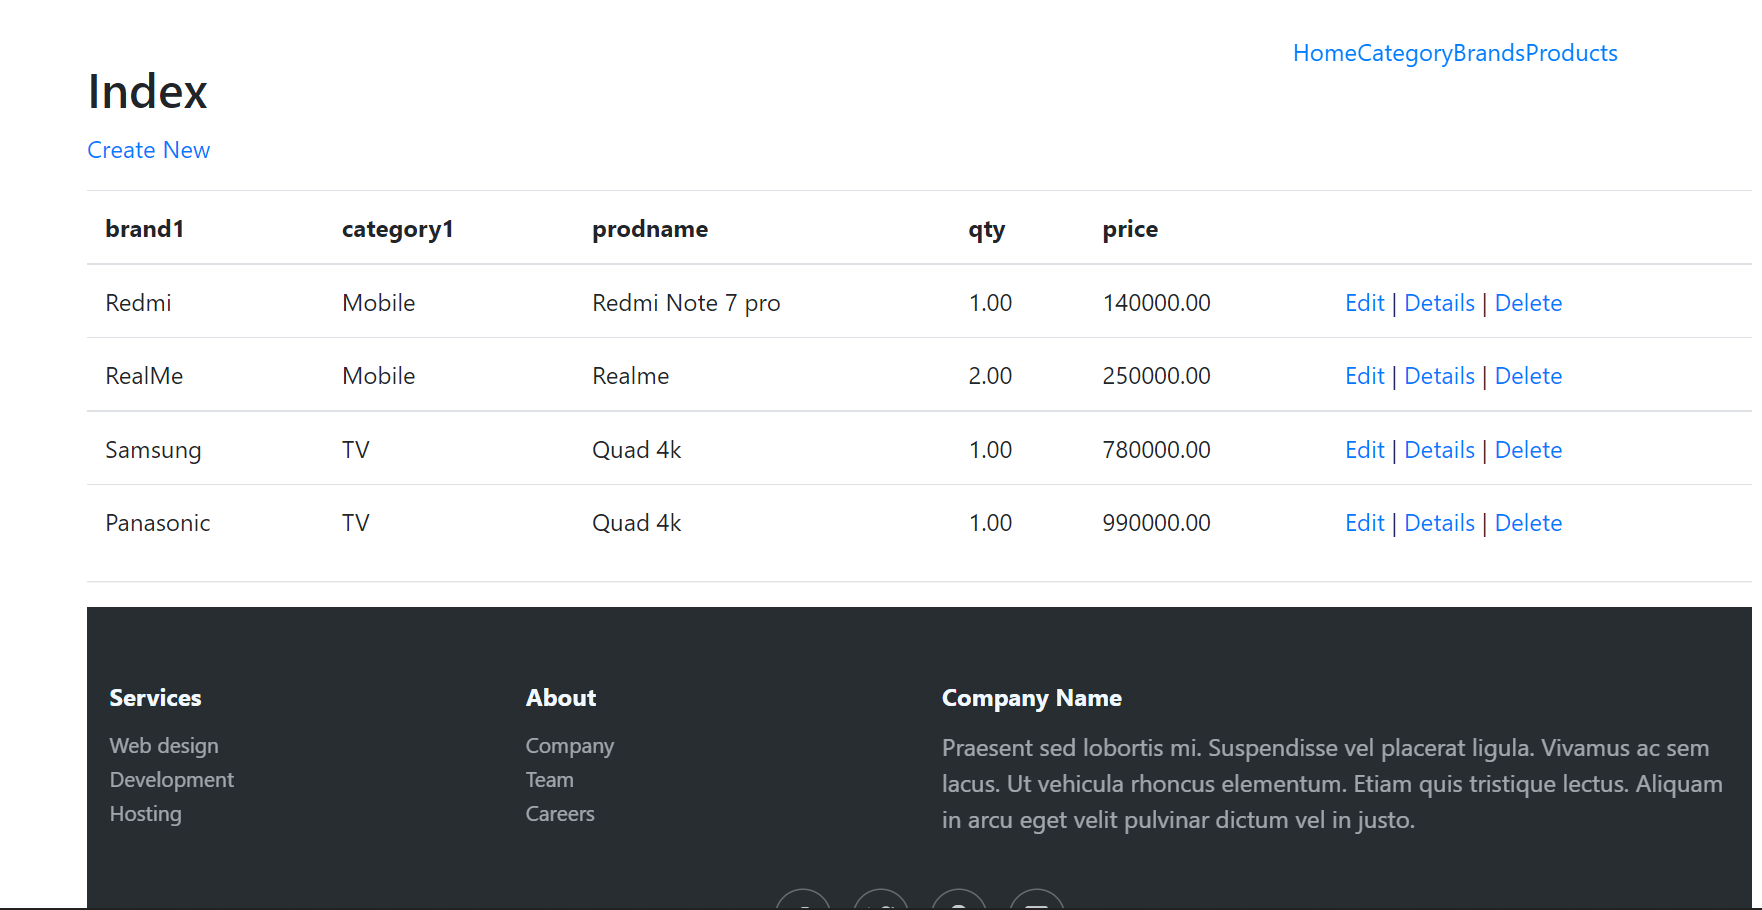 HomeCategoryBrandsProducts
Index
Create New
brand1 category1 prodname qty price
Redmi Mobile Redmi Note 7 pro 1.00 140000.00 Edit | Details | Delete
RealMe Mobile Realme 2.00 250000.00 Edit | Details | Delete
Samsung TV Quad 4k 1.00 780000.00 Edit | Details | Delete
Panasonic TV Quad 4k 1.00 990000.00 Edit | Details | Delete
Services
Web design
Development
Hosting
About
Company
Team
Careers
Company Name
Praesent sed lobortis mi. Suspendisse vel placerat ligula. Vivamus ac sem
lacus. Ut vehicula rhoncus elementum. Etiam quis tristique lectus. Aliquam
in arcu eget velit pulvinar dictum vel in justo.